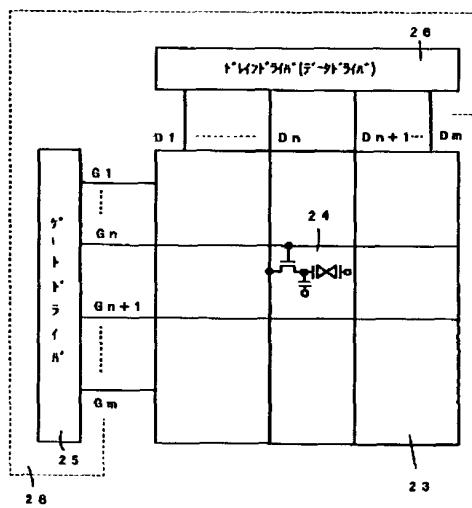 26
ドレインドライバ(データドライバ)
D1 Dn Dn+1 Dm
G1
24
Gn
ゲートドライバ
Gn+1
Gm
25
28
23